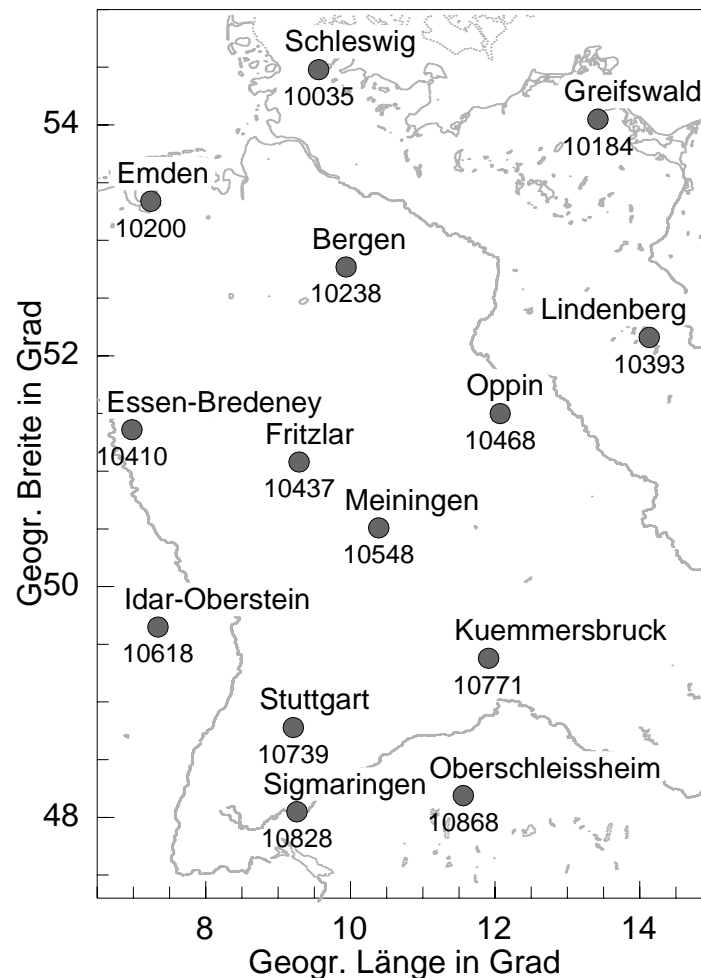 Schleswig
10035
Greifswald
10184
54
Emden
10200
Bergen
10238
Lindenberg
10393
52
Oppin
10468
Essen-Bredeney
10410
Fritzlar
10437
Meiningen
10548
50
Idar-Oberstein
10618
Kuemmersbruck
10771
Stuttgart
10739
Sigmaringen
10828
Oberschleissheim
10868
48
Geogr. Breite in Grad
8
10
12
14
Geogr. Länge in Grad